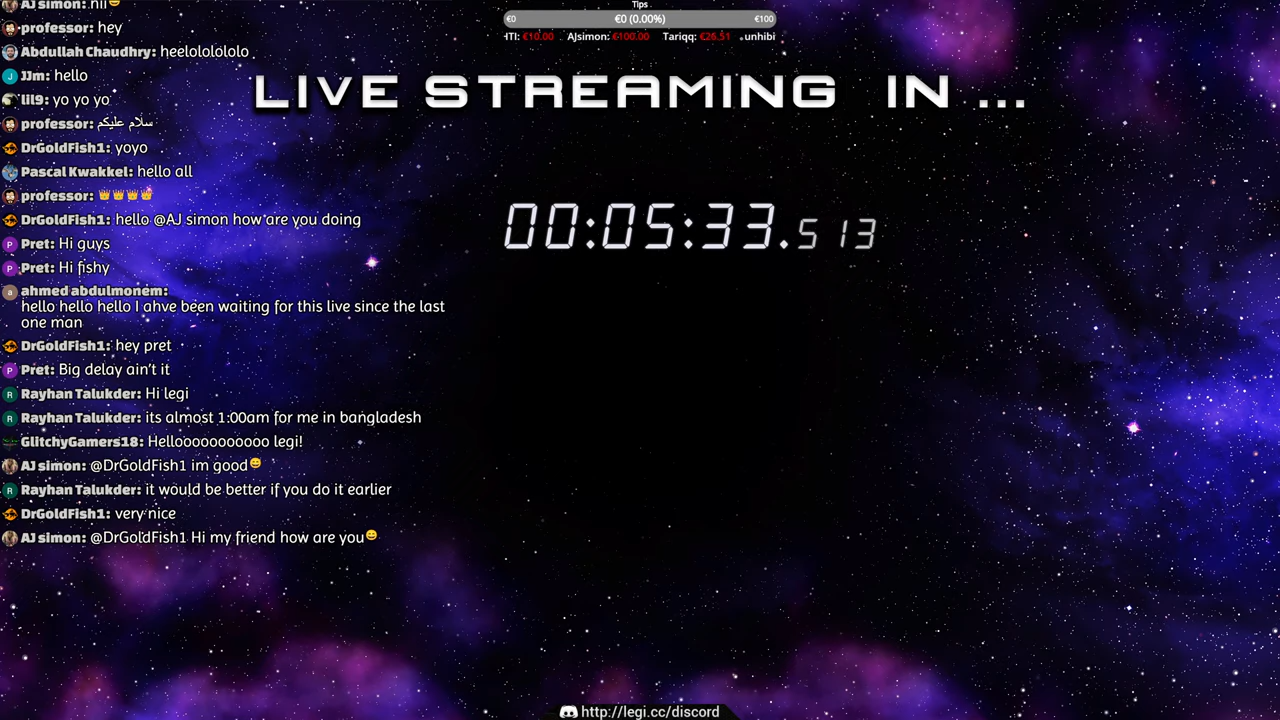 AJ simon: hii😄
Tips
€0 €0 (0.00%) €100
HTI: €10.00 AJsimon: €100.00 Tariqq: €26.51 unhibi
professor: hey
Abdullah Chaudhry: heelolololololo
LIVE STREAMING IN ...
JJm: hello
lil9: yo yo yo
professor: سلام عليكم
DrGoldFish1: yoyo
Pascal Kwakkel: hello all
professor: 👑👑👑👑
DrGoldFish1: hello @AJ simon how are you doing
00:05:33.513
Pret: Hi guys
Pret: Hi fishy
ahmed abdulmonem:
hello hello hello I ahve been waiting for this live since the last
one man
DrGoldFish1: hey pret
Pret: Big delay ain't it
Rayhan Talukder: Hi legi
Rayhan Talukder: its almost 1:00am for me in bangladesh
GlitchyGamers18: Hellooooooooooo legi!
AJ simon: @DrGoldFish1 im good😄
Rayhan Talukder: it would be better if you do it earlier
DrGoldFish1: very nice
AJ simon: @DrGoldFish1 Hi my friend how are you😄
http://legi.cc/discord